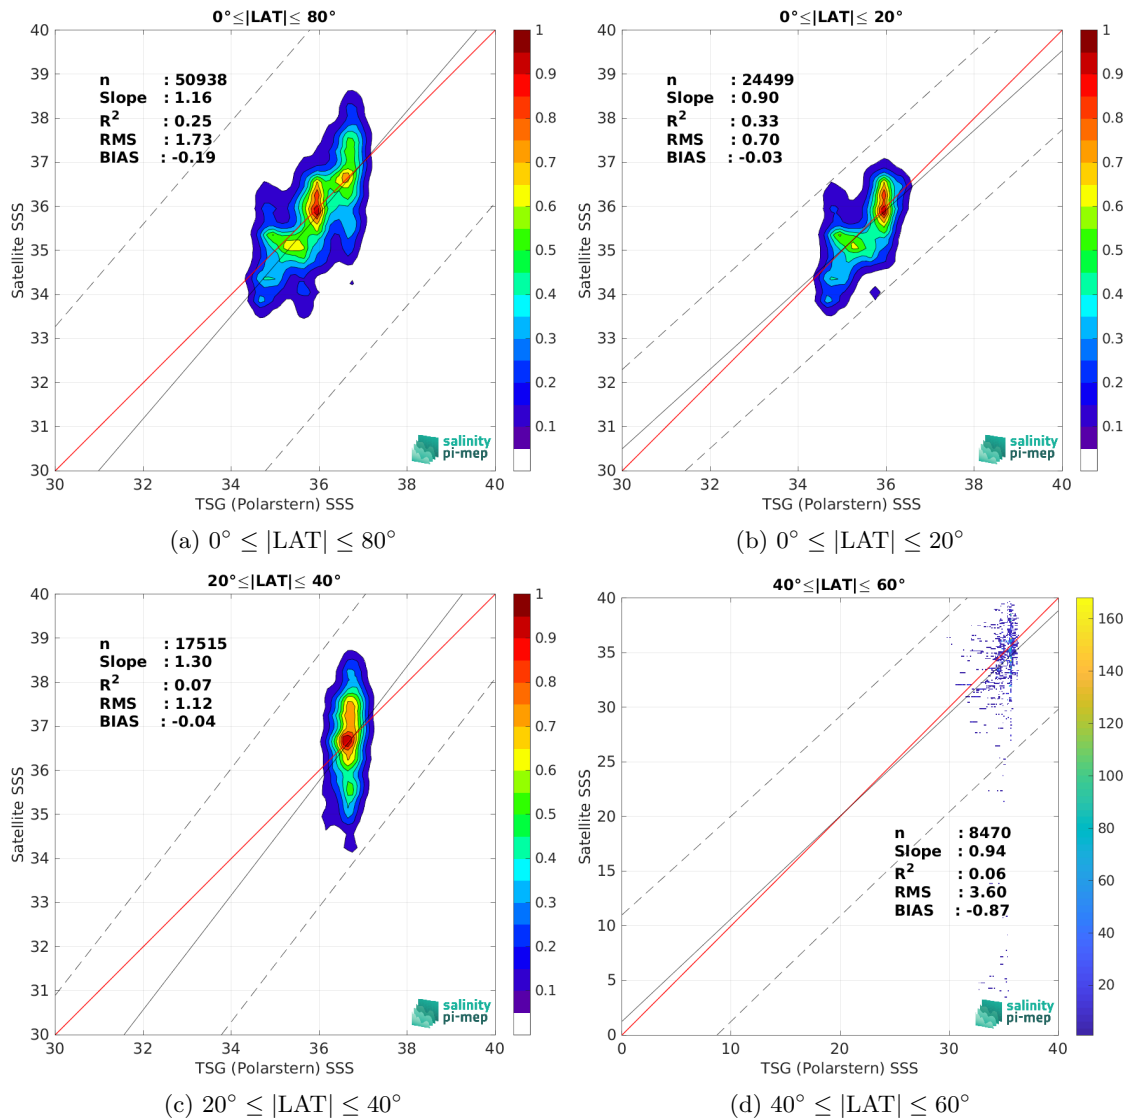 0°≤|LAT|≤ 80°
40
39
38
37
36
35
34
33
32
31
30
30 32 34 36 38 40
Satellite SSS
TSG (Polarstern) SSS
n : 50938
Slope : 1.16
R² : 0.25
RMS : 1.73
BIAS : -0.19
1
0.9
0.8
0.7
0.6
0.5
0.4
0.3
0.2
0.1
salinity
pi-mep
(a) 0° ≤ |LAT| ≤ 80°
0°≤|LAT|≤ 20°
40
39
38
37
36
35
34
33
32
31
30
30 32 34 36 38 40
Satellite SSS
TSG (Polarstern) SSS
n : 24499
Slope : 0.90
R² : 0.33
RMS : 0.70
BIAS : -0.03
1
0.9
0.8
0.7
0.6
0.5
0.4
0.3
0.2
0.1
salinity
pi-mep
(b) 0° ≤ |LAT| ≤ 20°
20°≤|LAT|≤ 40°
40
39
38
37
36
35
34
33
32
31
30
30 32 34 36 38 40
Satellite SSS
TSG (Polarstern) SSS
n : 17515
Slope : 1.30
R² : 0.07
RMS : 1.12
BIAS : -0.04
1
0.9
0.8
0.7
0.6
0.5
0.4
0.3
0.2
0.1
salinity
pi-mep
(c) 20° ≤ |LAT| ≤ 40°
40°≤|LAT|≤ 60°
40
35
30
25
20
15
10
5
0
0 10 20 30 40
Satellite SSS
TSG (Polarstern) SSS
n : 8470
Slope : 0.94
R² : 0.06
RMS : 3.60
BIAS : -0.87
160
140
120
100
80
60
40
20
salinity
pi-mep
(d) 40° ≤ |LAT| ≤ 60°